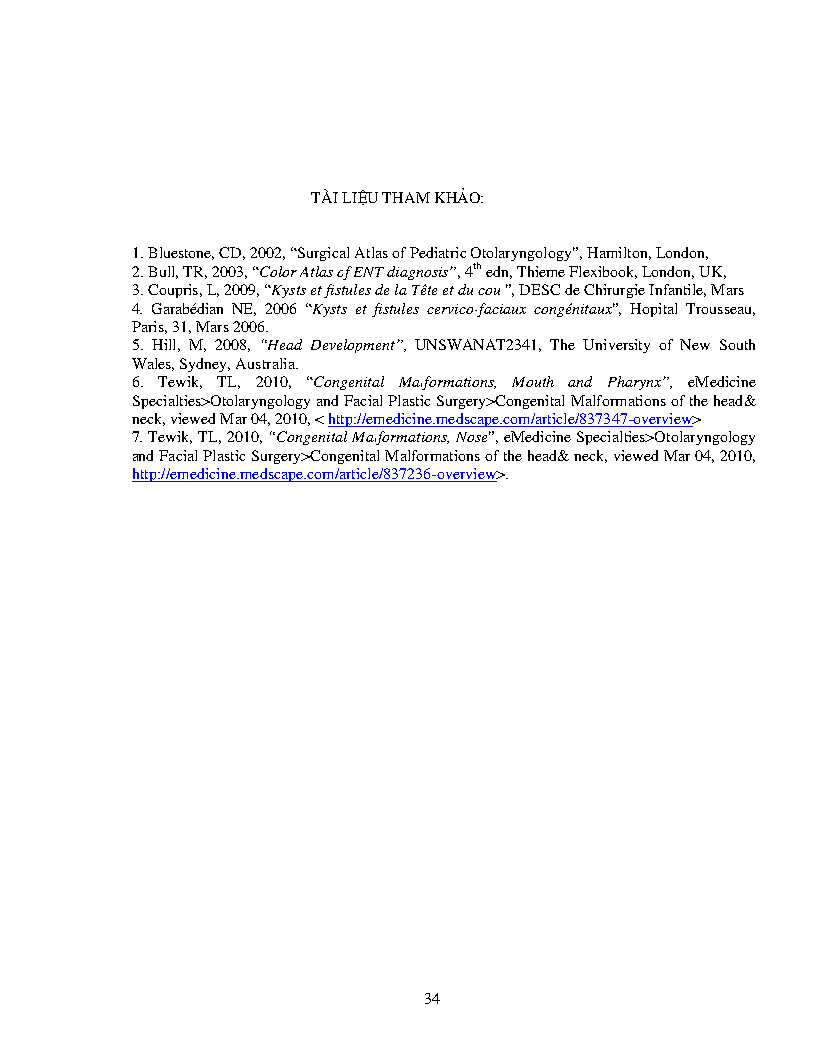 TÀI LIỆU THAM KHẢO:
1. Bluestone, CD, 2002, “Surgical Atlas of Pediatric Otolaryngology”, Hamilton, London,
2. Bull, TR, 2003, “Color Atlas of ENT diagnosis”, 4th edn, Thieme Flexibook, London, UK,
3. Coupris, L, 2009, “Kysts et fistules de la Tête et du cou ”, DESC de Chirurgie Infantile, Mars
4. Garabédian NE, 2006 “Kysts et fistules cervico-faciaux congénitaux”, Hopital Trousseau,
Paris, 31, Mars 2006.
5. Hill, M, 2008, “Head Development”, UNSWANAT2341, The University of New South
Wales, Sydney, Australia.
6. Tewik, TL, 2010, “Congenital Malformations, Mouth and Pharynx”, eMedicine
Specialties>Otolaryngology and Facial Plastic Surgery>Congenital Malformations of the head&
neck, viewed Mar 04, 2010, < http://emedicine.medscape.com/article/837347-overview>
7. Tewik, TL, 2010, “Congenital Malformations, Nose”, eMedicine Specialties>Otolaryngology
and Facial Plastic Surgery>Congenital Malformations of the head& neck, viewed Mar 04, 2010,
http://emedicine.medscape.com/article/837236-overview>.
34